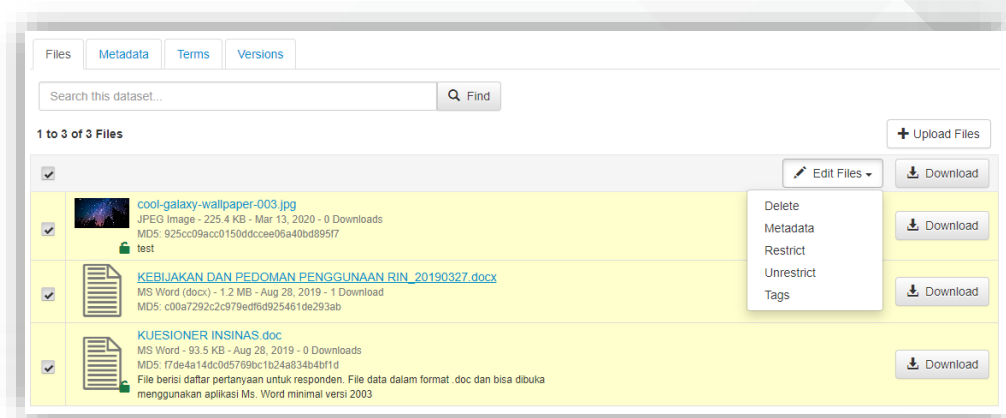 Files Metadata Terms Versions
Search this dataset... Find
1 to 3 of 3 Files
Upload Files
Edit Files Download
Delete
Metadata
Restrict
Unrestrict
Tags
cool-galaxy-wallpaper-003.jpg
JPEG Image - 225.4 KB - Mar 13, 2020 - 0 Downloads
MD5: 925cc09acc0150ddccee06a40bd895f7
test
Download
KEBIJAKAN DAN PEDOMAN PENGGUNAAN RIN_20190327.docx
MS Word (docx) - 1.2 MB - Aug 28, 2019 - 1 Download
MD5: c00a7292c2c979edf6d925461de293ab
Download
KUESIONER INSINAS.doc
MS Word - 93.5 KB - Aug 28, 2019 - 0 Downloads
MD5: f7de4a14dc0d5769bc1b24a834b4bf1d
File berisi daftar pertanyaan untuk responden. File data dalam format .doc dan bisa dibuka
menggunakan aplikasi Ms. Word minimal versi 2003
Download